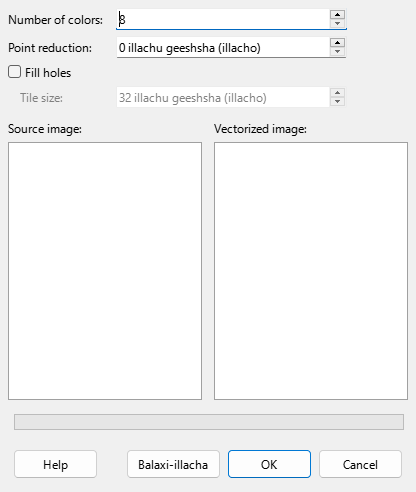 Number of colors: 8
Point reduction: 0 illachu geeshsha (illacho)
Fill holes
Tile size: 32 illachu geeshsha (illacho)
Source image: Vectorized image:
Help Balaxi-illacha OK Cancel